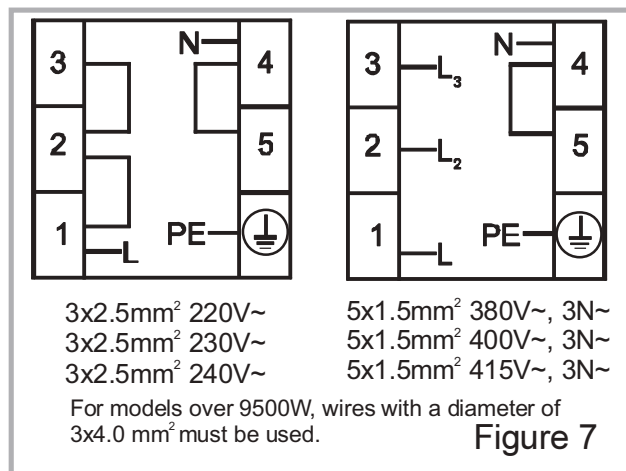 3 N 4 3 L₃ N 4
2 5 2 L₂ 5
1 L PE 1 L PE
3x2.5mm² 220V~ 5x1.5mm² 380V~, 3N~
3x2.5mm² 230V~ 5x1.5mm² 400V~, 3N~
3x2.5mm² 240V~ 5x1.5mm² 415V~, 3N~
For models over 9500W, wires with a diameter of
3x4.0 mm² must be used.
Figure 7